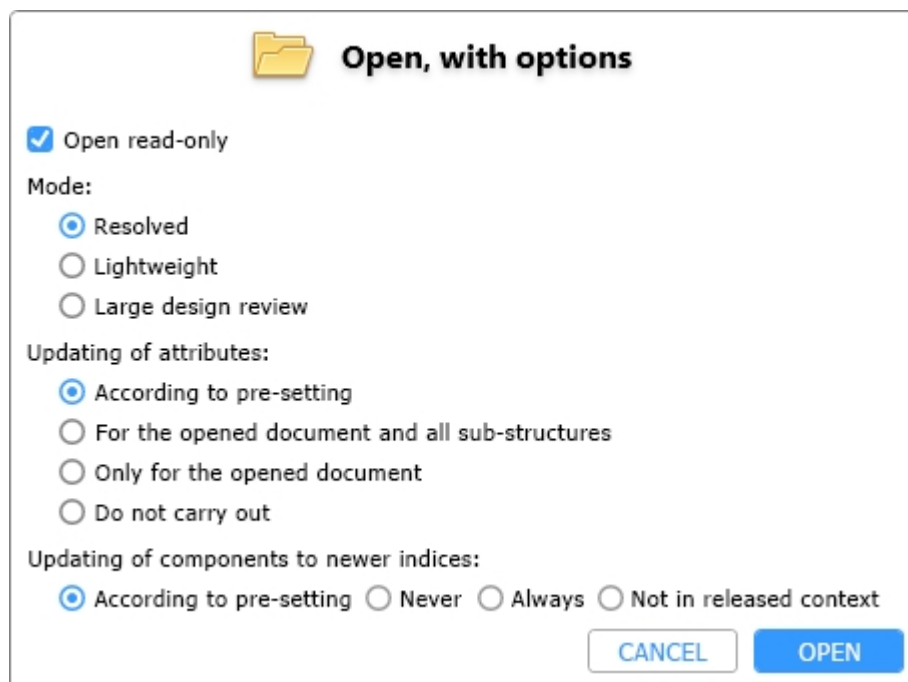 Open, with options
Open read-only
Mode:
Resolved
Lightweight
Large design review
Updating of attributes:
According to pre-setting
For the opened document and all sub-structures
Only for the opened document
Do not carry out
Updating of components to newer indices:
According to pre-setting Never Always Not in released context
CANCEL OPEN